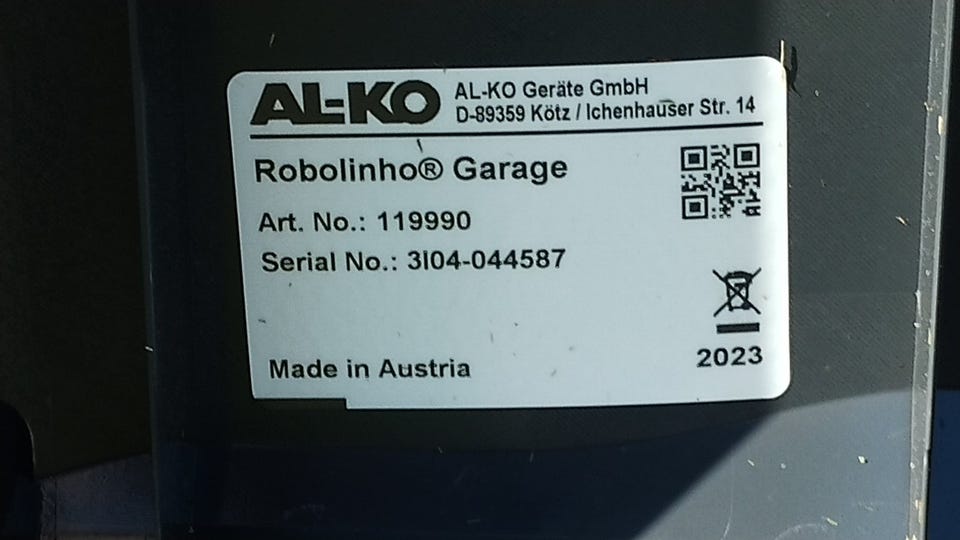 AL-KO
AL-KO Geräte GmbH
D-89359 Kötz / Ichenhauser Str. 14
Robolinho® Garage
Art. No.: 119990
Serial No.: 3I04-044587
Made in Austria
2023